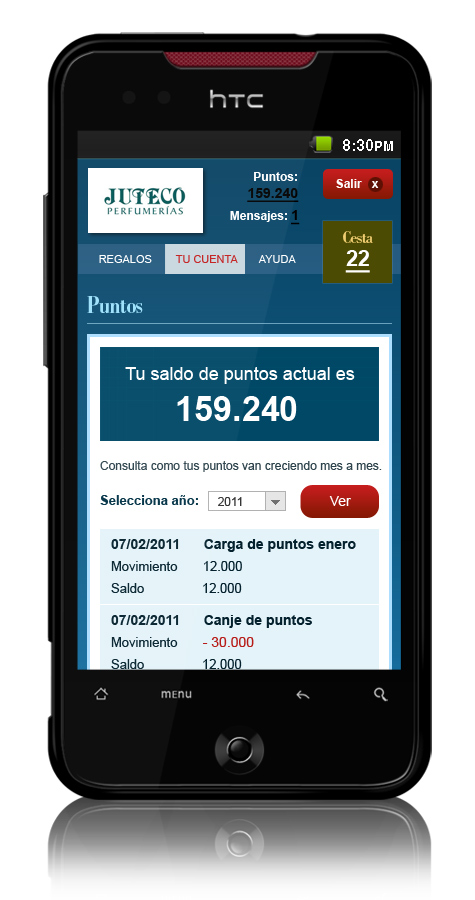 hTC
8:30PM
JUTECO
PERFUMERÍAS
Puntos:
159.240
Mensajes: 1
Salir x
Cesta
22
REGALOS TU CUENTA AYUDA
Puntos
Tu saldo de puntos actual es
159.240
Consulta como tus puntos van creciendo mes a mes.
Selecciona año: 2011 Ver
07/02/2011 Carga de puntos enero
Movimiento 12.000
Saldo 12.000
07/02/2011 Canje de puntos
Movimiento - 30.000
Saldo 12.000
MENU